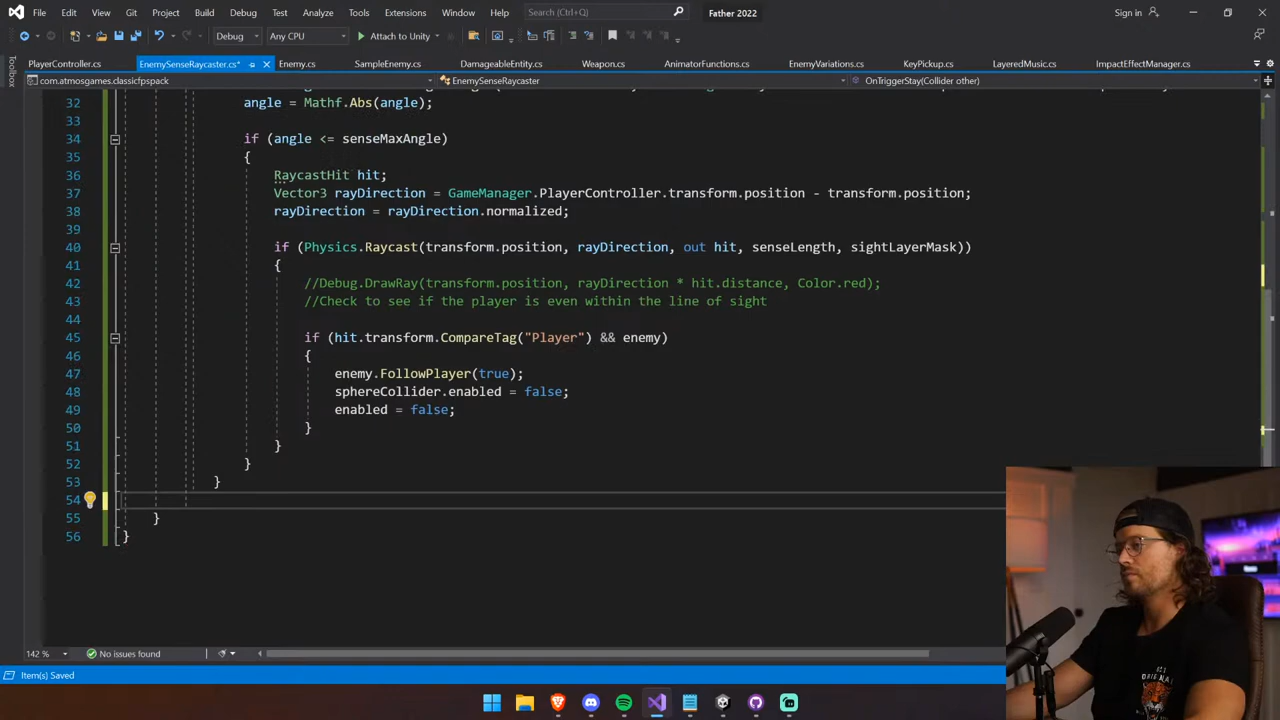 File Edit View Git Project Build Debug Test Analyze Tools Extensions Window Help Search (Ctrl+Q) Father 2022 Sign in
Debug Any CPU Attach to Unity
PlayerController.cs EnemySenseRaycaster.cs* Enemy.cs SampleEnemy.cs DamageableEntity.cs Weapon.cs AnimatorFunctions.cs EnemyVariations.cs KeyPickup.cs LayeredMusic.cs ImpactEffectManager.cs
Toolbox
com.atmosgames.classicfpspack EnemySenseRaycaster OnTriggerStay(Collider other)
32 angle = Mathf.Abs(angle);
33
34 if (angle <= senseMaxAngle)
35 {
36 RaycastHit hit;
37 Vector3 rayDirection = GameManager.PlayerController.transform.position - transform.position;
38 rayDirection = rayDirection.normalized;
39
40 if (Physics.Raycast(transform.position, rayDirection, out hit, senseLength, sightLayerMask))
41 {
42 //Debug.DrawRay(transform.position, rayDirection * hit.distance, Color.red);
43 //Check to see if the player is even within the line of sight
44
45 if (hit.transform.CompareTag("Player") && enemy)
46 {
47 enemy.FollowPlayer(true);
48 sphereCollider.enabled = false;
49 enabled = false;
50 }
51 }
52 }
53 }
54
55 }
56 }
142 % No issues found
Item(s) Saved